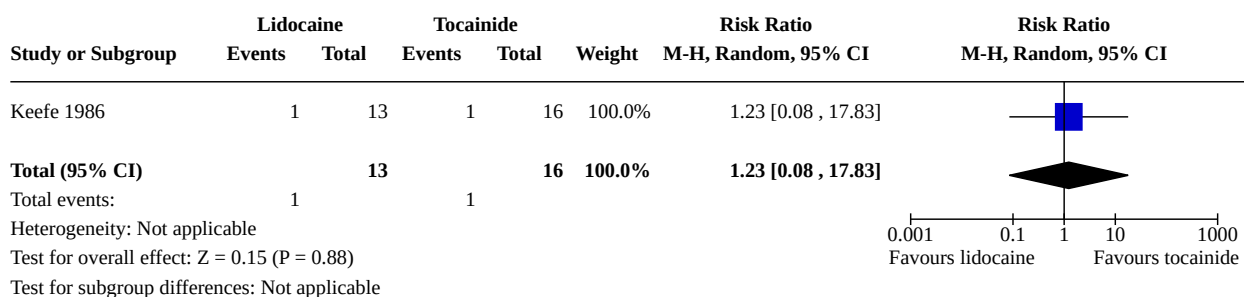 Lidocaine Tocainide Risk Ratio Risk Ratio
Study or Subgroup Events Total Events Total Weight M-H, Random, 95% CI M-H, Random, 95% CI
Keefe 1986 1 13 1 16 100.0% 1.23 [0.08 , 17.83]
Total (95% CI) 13 16 100.0% 1.23 [0.08 , 17.83]
Total events: 1 1
Heterogeneity: Not applicable
0.001 0.1 1 10 1000
Test for overall effect: Z = 0.15 (P = 0.88) Favours lidocaine Favours tocainide
Test for subgroup differences: Not applicable